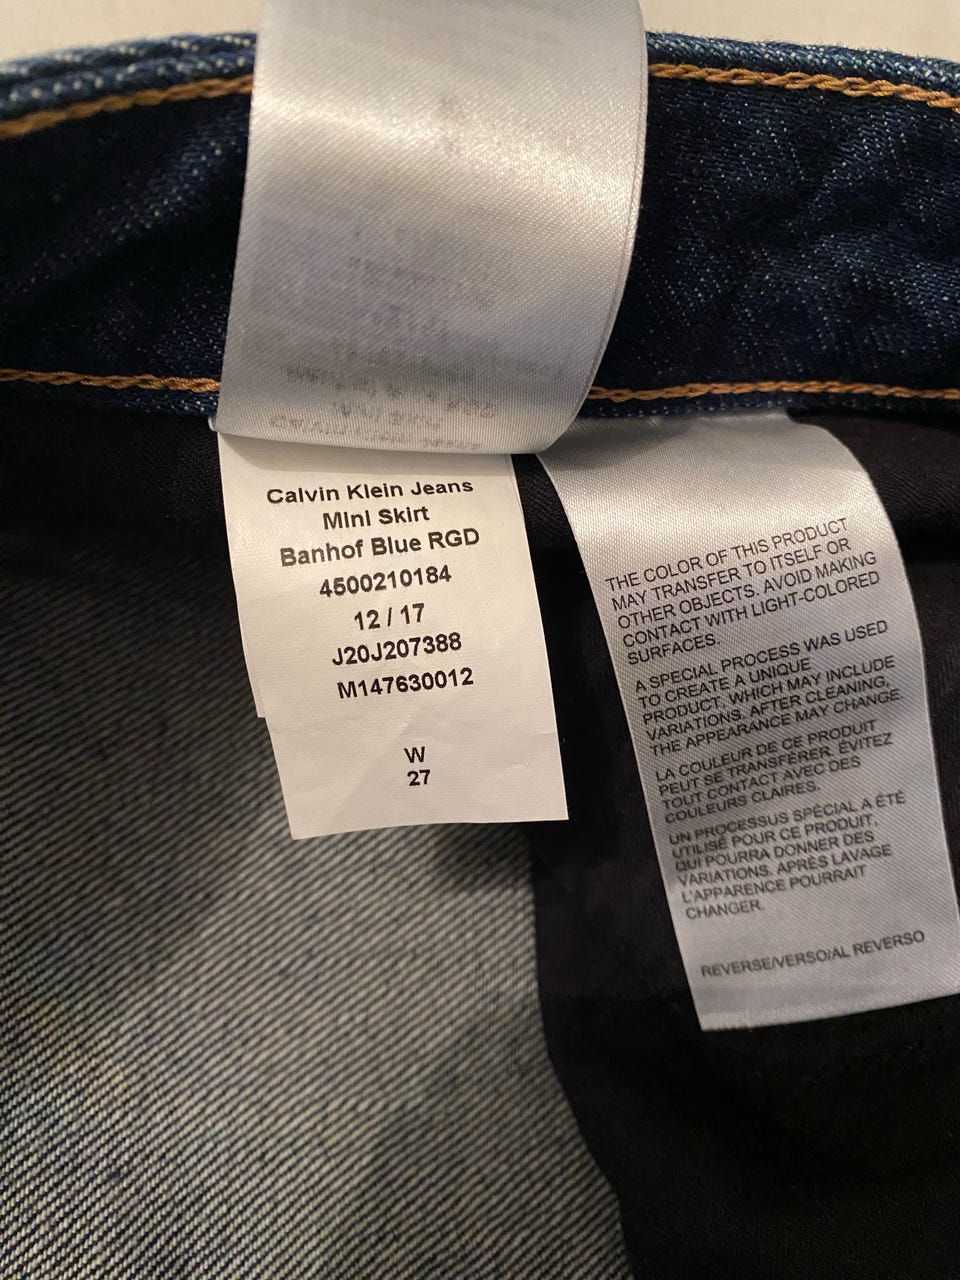 Calvin Klein Jeans
Mini Skirt
Banhof Blue RGD
4500210184
12 / 17
J20J207388
M147630012
W
27
THE COLOR OF THIS PRODUCT
MAY TRANSFER TO ITSELF OR
OTHER OBJECTS. AVOID MAKING
CONTACT WITH LIGHT-COLORED
SURFACES.
A SPECIAL PROCESS WAS USED
TO CREATE A UNIQUE
PRODUCT, WHICH MAY INCLUDE
VARIATIONS. AFTER CLEANING,
THE APPEARANCE MAY CHANGE.
LA COULEUR DE CE PRODUIT
PEUT SE TRANSFÉRER. ÉVITEZ
TOUT CONTACT AVEC DES
COULEURS CLAIRES.
UN PROCESSUS SPÉCIAL A ÉTÉ
UTILISÉ POUR CE PRODUIT,
QUI POURRA DONNER DES
VARIATIONS. APRÈS LAVAGE
L'APPARENCE POURRAIT
CHANGER.
REVERSE/VERSO/AL REVERSO